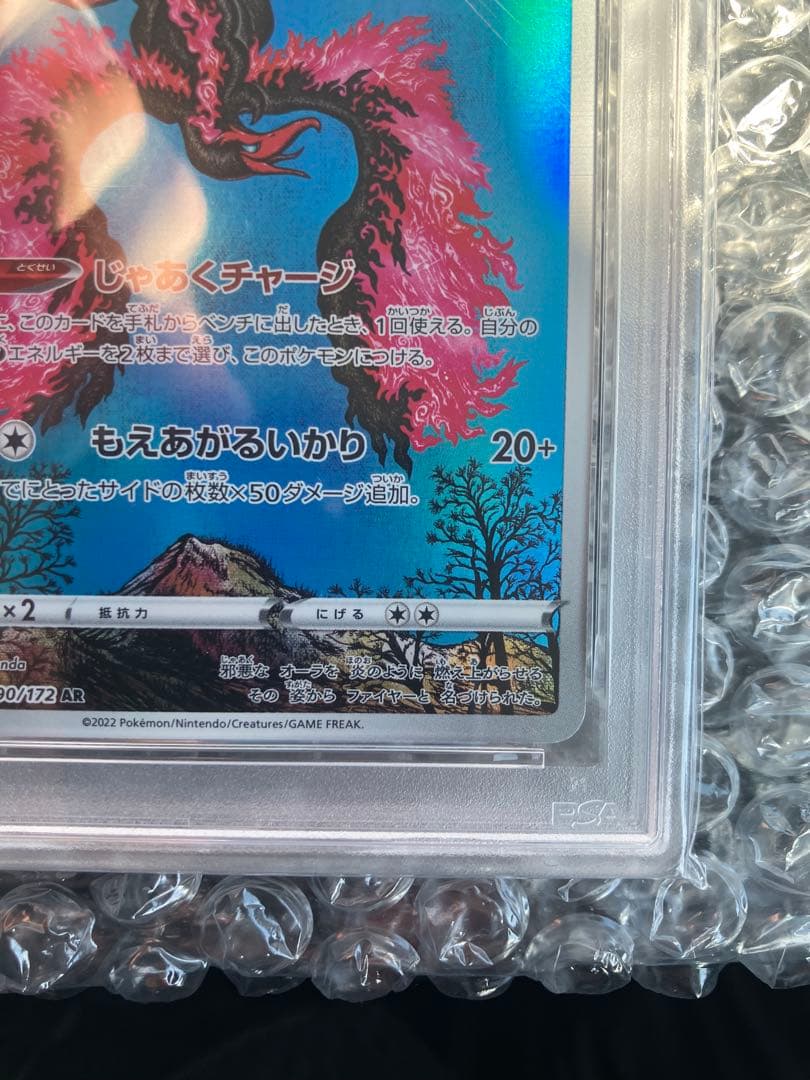 とくせい じゃあくチャージ
、このカードを手札からベンチに出したとき、1回使える。自分の
エネルギーを2枚まで選び、このポケモンにつける。
もえあがるいかり 20+
でにとったサイドの枚数×50ダメージ追加。
×2 抵抗力 にげる
nda
邪悪な オーラを 炎のように 燃え上がらせる
90/172 AR
その 姿から ファイヤーと 名づけられた。
©2022 Pokémon/Nintendo/Creatures/GAME FREAK.
PSA